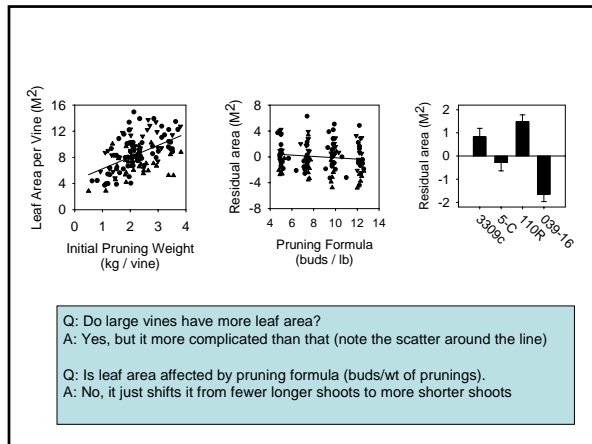 Leaf Area per Vine (M²)
16
12
8
4
0
0 1 2 3 4
Initial Pruning Weight
(kg / vine)
Residual area (M²)
8
4
0
-4
-8
4 6 8 10 12 14
Pruning Formula
(buds / lb)
Residual area (M²)
2
1
0
-1
-2
3309c
5-C
110R
039-16
Q: Do large vines have more leaf area?
A: Yes, but it more complicated than that (note the scatter around the line)
Q: Is leaf area affected by pruning formula (buds/wt of prunings).
A: No, it just shifts it from fewer longer shoots to more shorter shoots